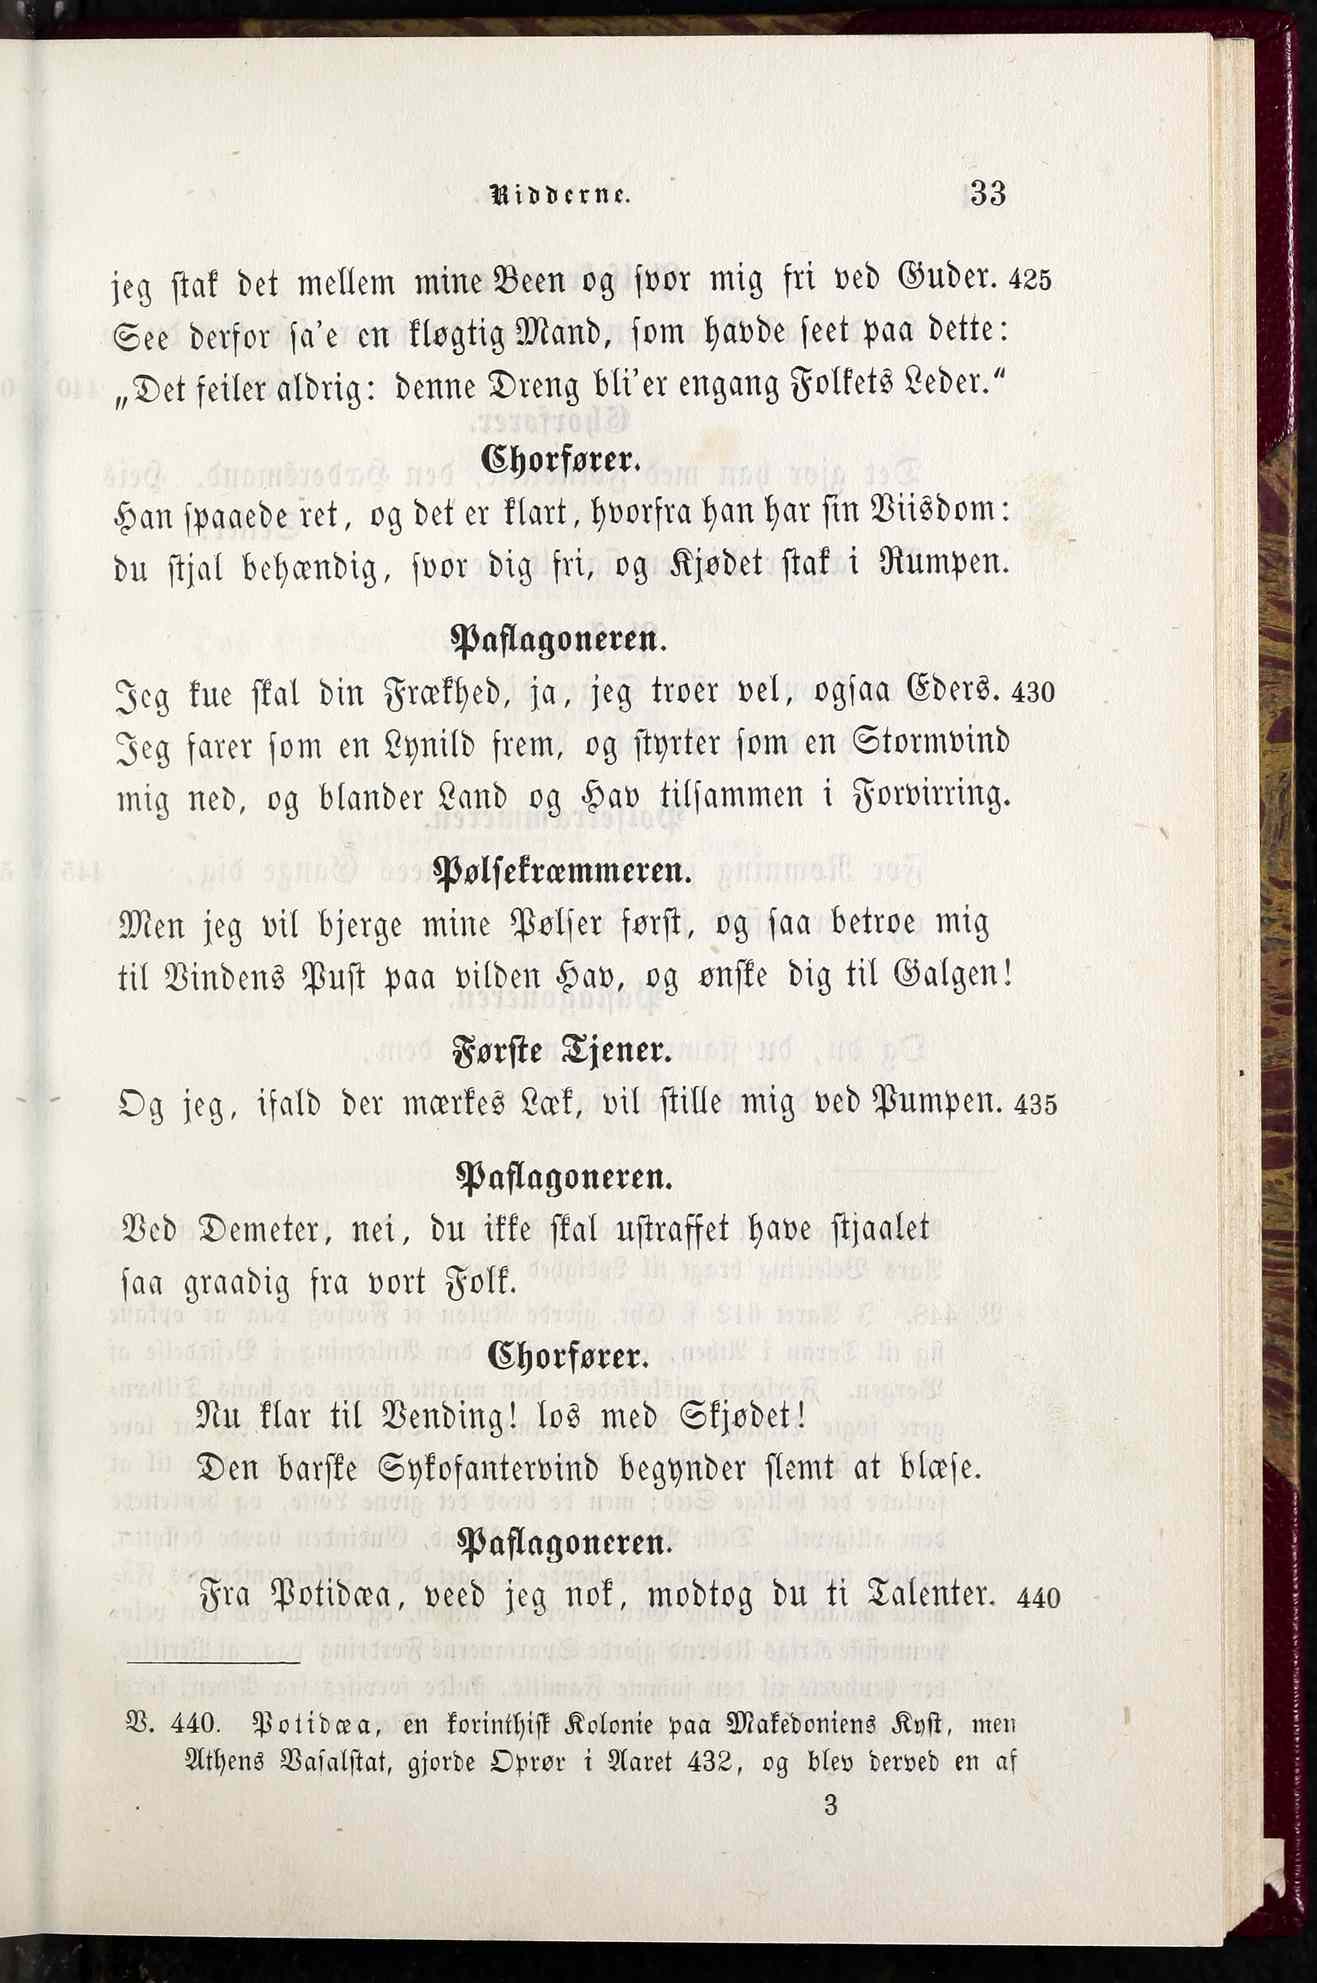 Ridderne. 33
jeg stak det mellem mine Been og svor mig fri ved Guder. 425
See derfor sa'e en kløgtig Mand, som havde seet paa dette:
„Det feiler aldrig: denne Dreng bli'er engang Folkets Leder.“
Chorfører.
Han spaaede ret, og det er klart, hvorfra han har sin Viisdom:
du stjal behændig, svor dig fri, og Kjødet stak i Rumpen.
Paflagoneren.
Jeg kue skal din Frækhed, ja, jeg troer vel, ogsaa Eders. 430
Jeg farer som en Lynild frem, og styrter som en Stormvind
mig ned, og blander Land og Hav tilsammen i Forvirring.
Pølsekræmmeren.
Men jeg vil bjerge mine Pølser først, og saa betroe mig
til Vindens Pust paa vilden Hav, og ønske dig til Galgen!
Første Tjener.
Og jeg, ifald der mærkes Læk, vil stille mig ved Pumpen. 435
Paflagoneren.
Ved Demeter, nei, du ikke skal ustraffet have stjaalet
saa graadig fra vort Folk.
Chorfører.
Nu klar til Vending! los med Skjødet!
Den barske Sykofantervind begynder slemt at blæse.
Paflagoneren.
Fra Potidæa, veed jeg nok, modtog du ti Talenter. 440
V. 440. Potidæa, en korinthisk Kolonie paa Makedoniens Kyst, men
Athens Vasalstat, gjorde Oprør i Aaret 432, og blev derved en af
3